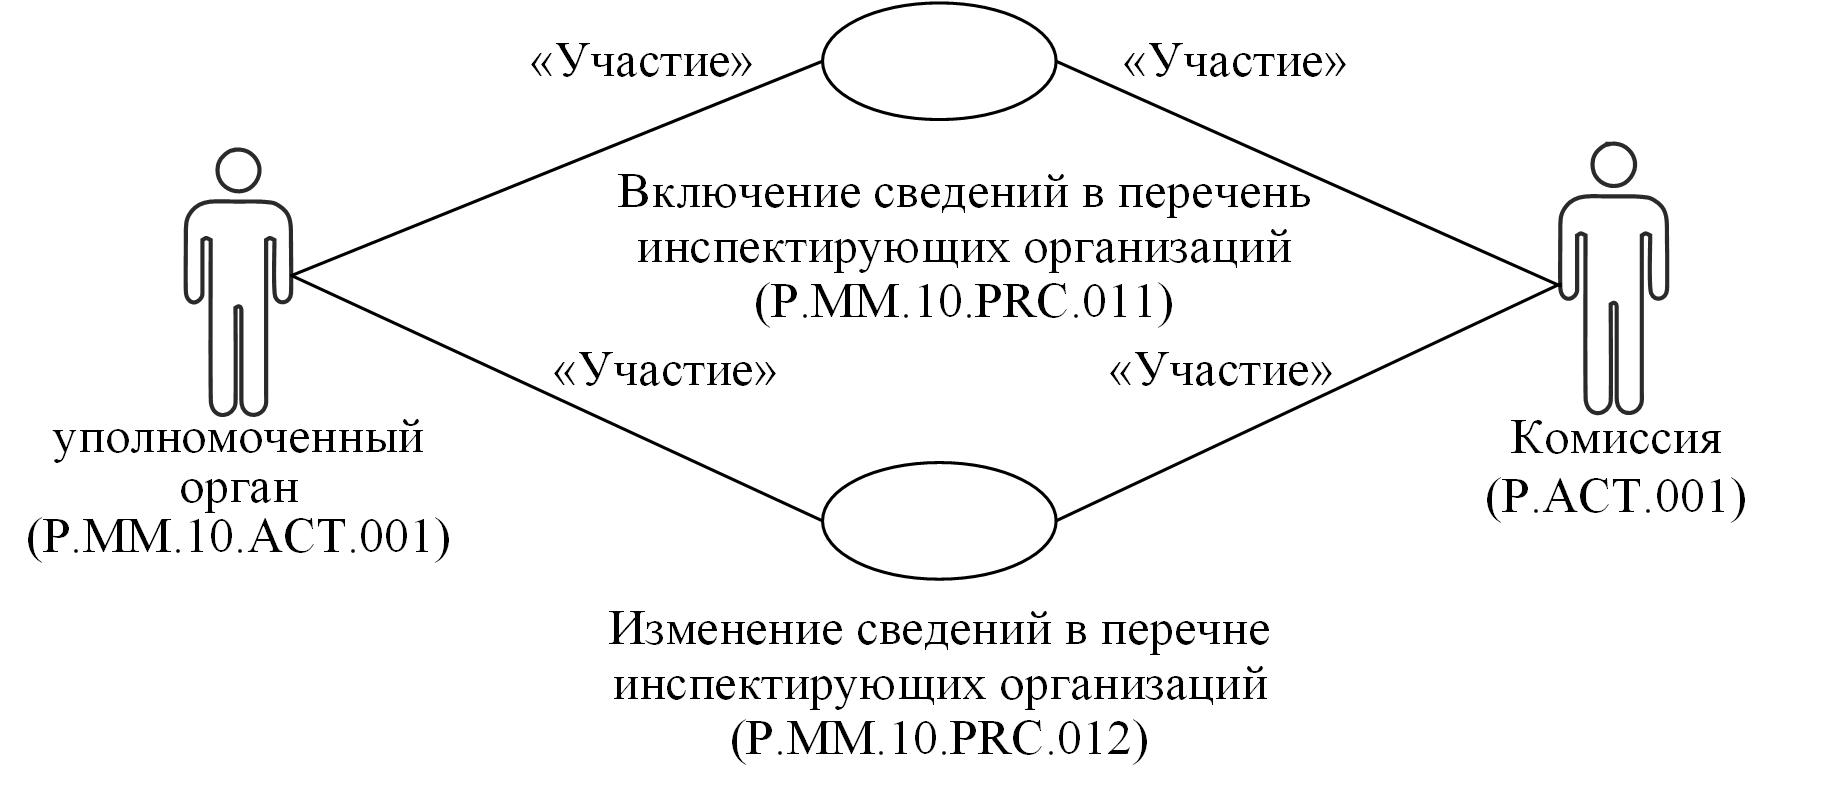 «Участие»
«Участие»
Включение сведений в перечень
инспектирующих организаций
(P.MM.10.PRC.011)
«Участие»
«Участие»
уполномоченный
орган
(P.MM.10.ACT.001)
Комиссия
(P.ACT.001)
Изменение сведений в перечне
инспектирующих организаций
(P.MM.10.PRC.012)